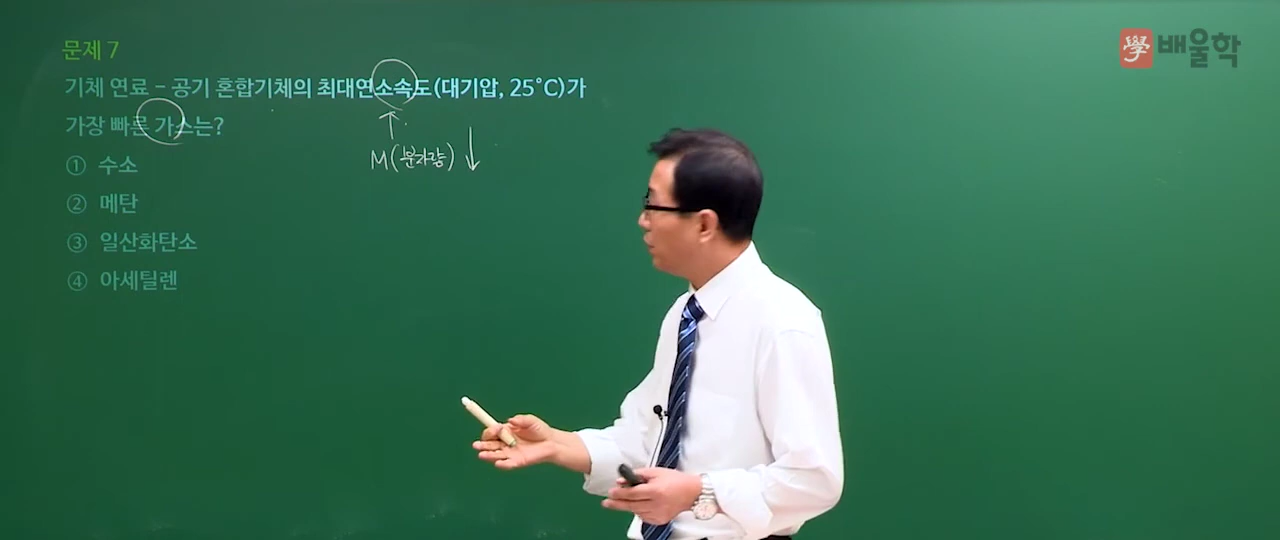 문제 7
學 배울학
기체 연료 - 공기 혼합기체의 최대연소속도(대기압, 25°C)가
가장 빠른 가스는?
M(분자량) ↓
① 수소
② 메탄
③ 일산화탄소
④ 아세틸렌